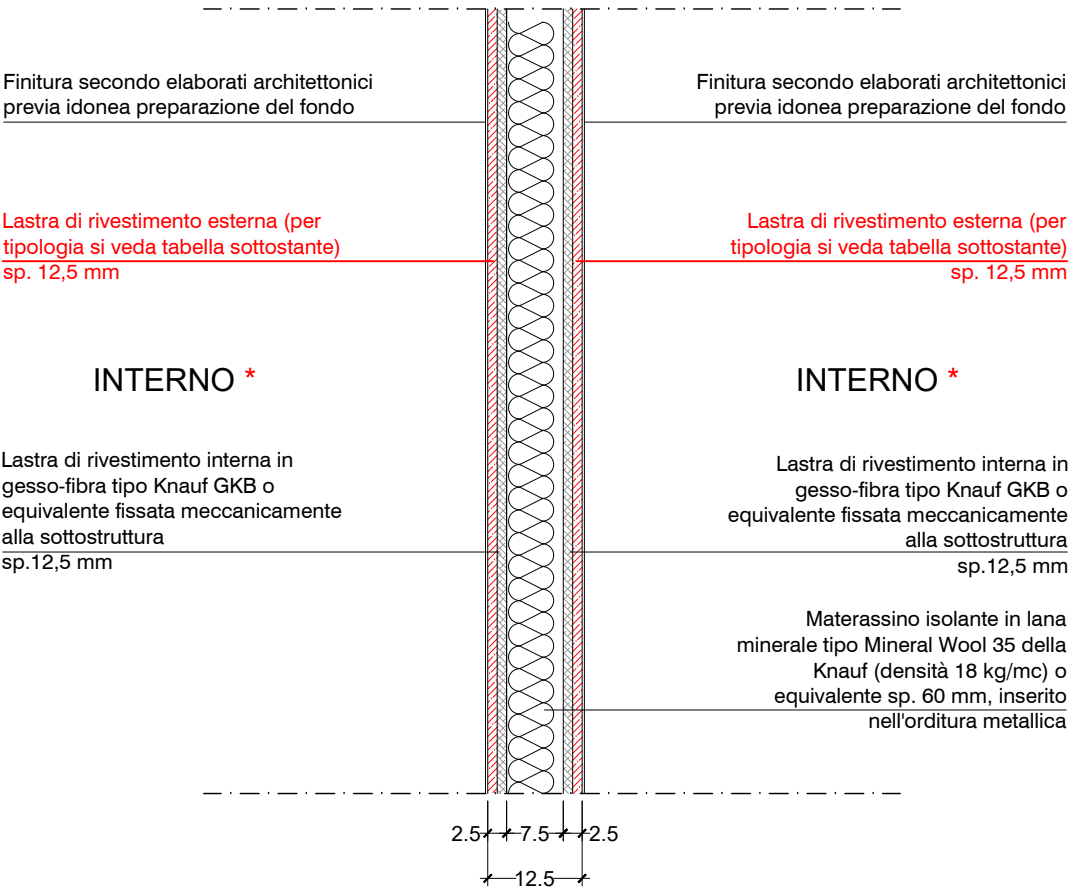 Finitura secondo elaborati architettonici
previa idonea preparazione del fondo
Finitura secondo elaborati architettonici
previa idonea preparazione del fondo
Lastra di rivestimento esterna (per
tipologia si veda tabella sottostante)
sp. 12,5 mm
Lastra di rivestimento esterna (per
tipologia si veda tabella sottostante)
sp. 12,5 mm
INTERNO *
INTERNO *
Lastra di rivestimento interna in
gesso-fibra tipo Knauf GKB o
equivalente fissata meccanicamente
alla sottostruttura
sp.12,5 mm
Lastra di rivestimento interna in
gesso-fibra tipo Knauf GKB o
equivalente fissata meccanicamente
alla sottostruttura
sp.12,5 mm
Materassino isolante in lana
minerale tipo Mineral Wool 35 della
Knauf (densità 18 kg/mc) o
equivalente sp. 60 mm, inserito
nell'orditura metallica
2.5 7.5 2.5
12.5